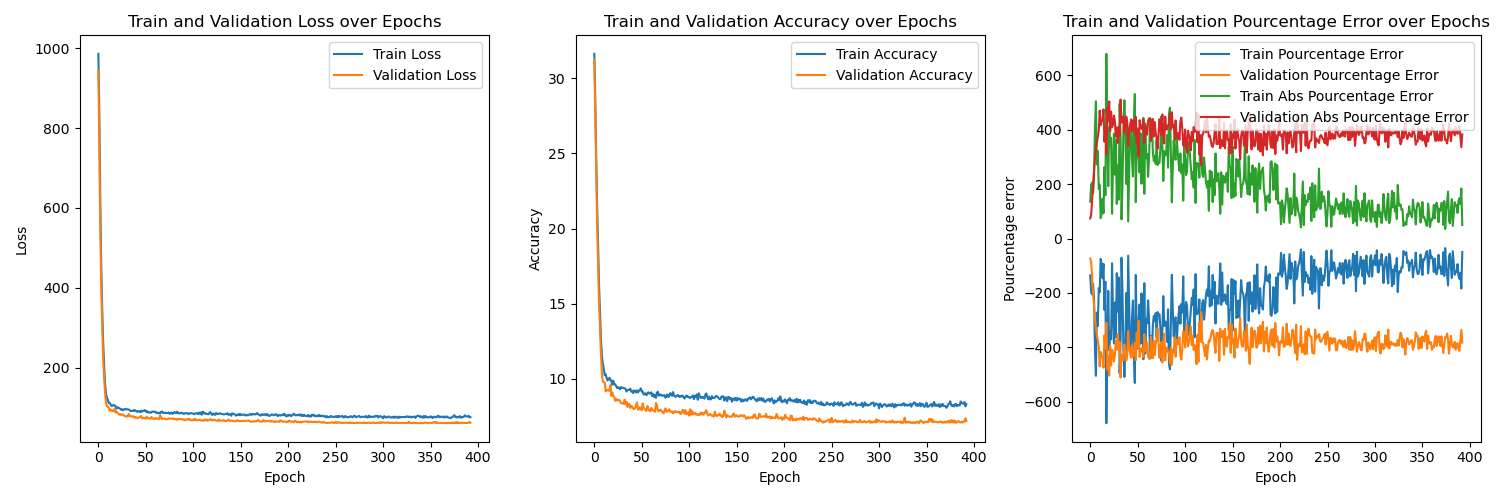 Train and Validation Loss over Epochs
Train Loss
Validation Loss
1000
800
600
400
200
Loss
0 50 100 150 200 250 300 350 400
Epoch
Train and Validation Accuracy over Epochs
Train Accuracy
Validation Accuracy
30
25
20
15
10
Accuracy
0 50 100 150 200 250 300 350 400
Epoch
Train and Validation Pourcentage Error over Epochs
Train Pourcentage Error
Validation Pourcentage Error
Train Abs Pourcentage Error
Validation Abs Pourcentage Error
600
400
200
0
−200
−400
−600
Pourcentage error
0 50 100 150 200 250 300 350 400
Epoch